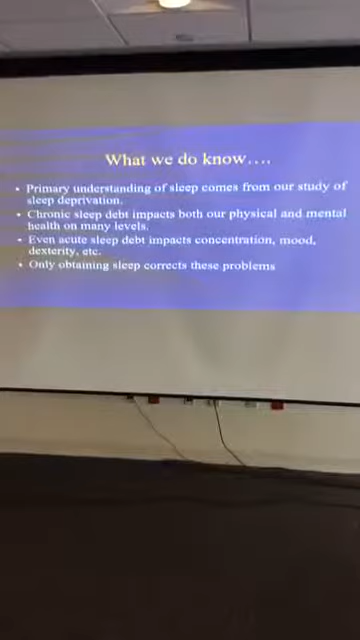 What we do know....
• Primary understanding of sleep comes from our study of
sleep deprivation.
• Chronic sleep debt impacts both our physical and mental
health on many levels.
• Even acute sleep debt impacts concentration, mood,
dexterity, etc.
• Only obtaining sleep corrects these problems